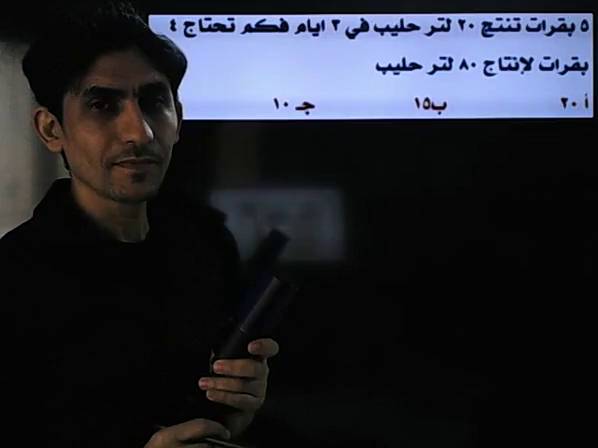 ٥ بقرات تنتج ٢٠ لتر حليب في ٣ ايام فكم تحتاج ٤
بقرات لإنتاج ٨٠ لتر حليب
أ ٢٠ ب١٥ جـ ١٠